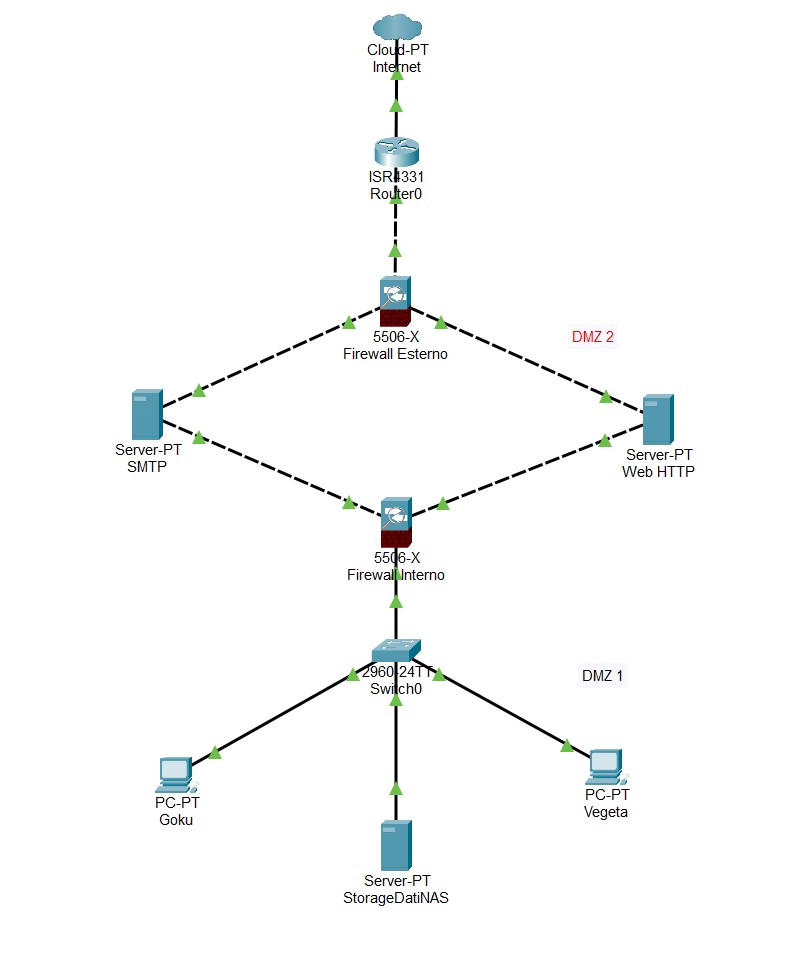 Cloud-PT
Internet
ISR4331
Router0
5506-X
Firewall Esterno
DMZ 2
Server-PT
SMTP
Server-PT
Web HTTP
5506-X
Firewall Interno
2960-24TT
Switch0
DMZ 1
PC-PT
Goku
PC-PT
Vegeta
Server-PT
StorageDatiNAS